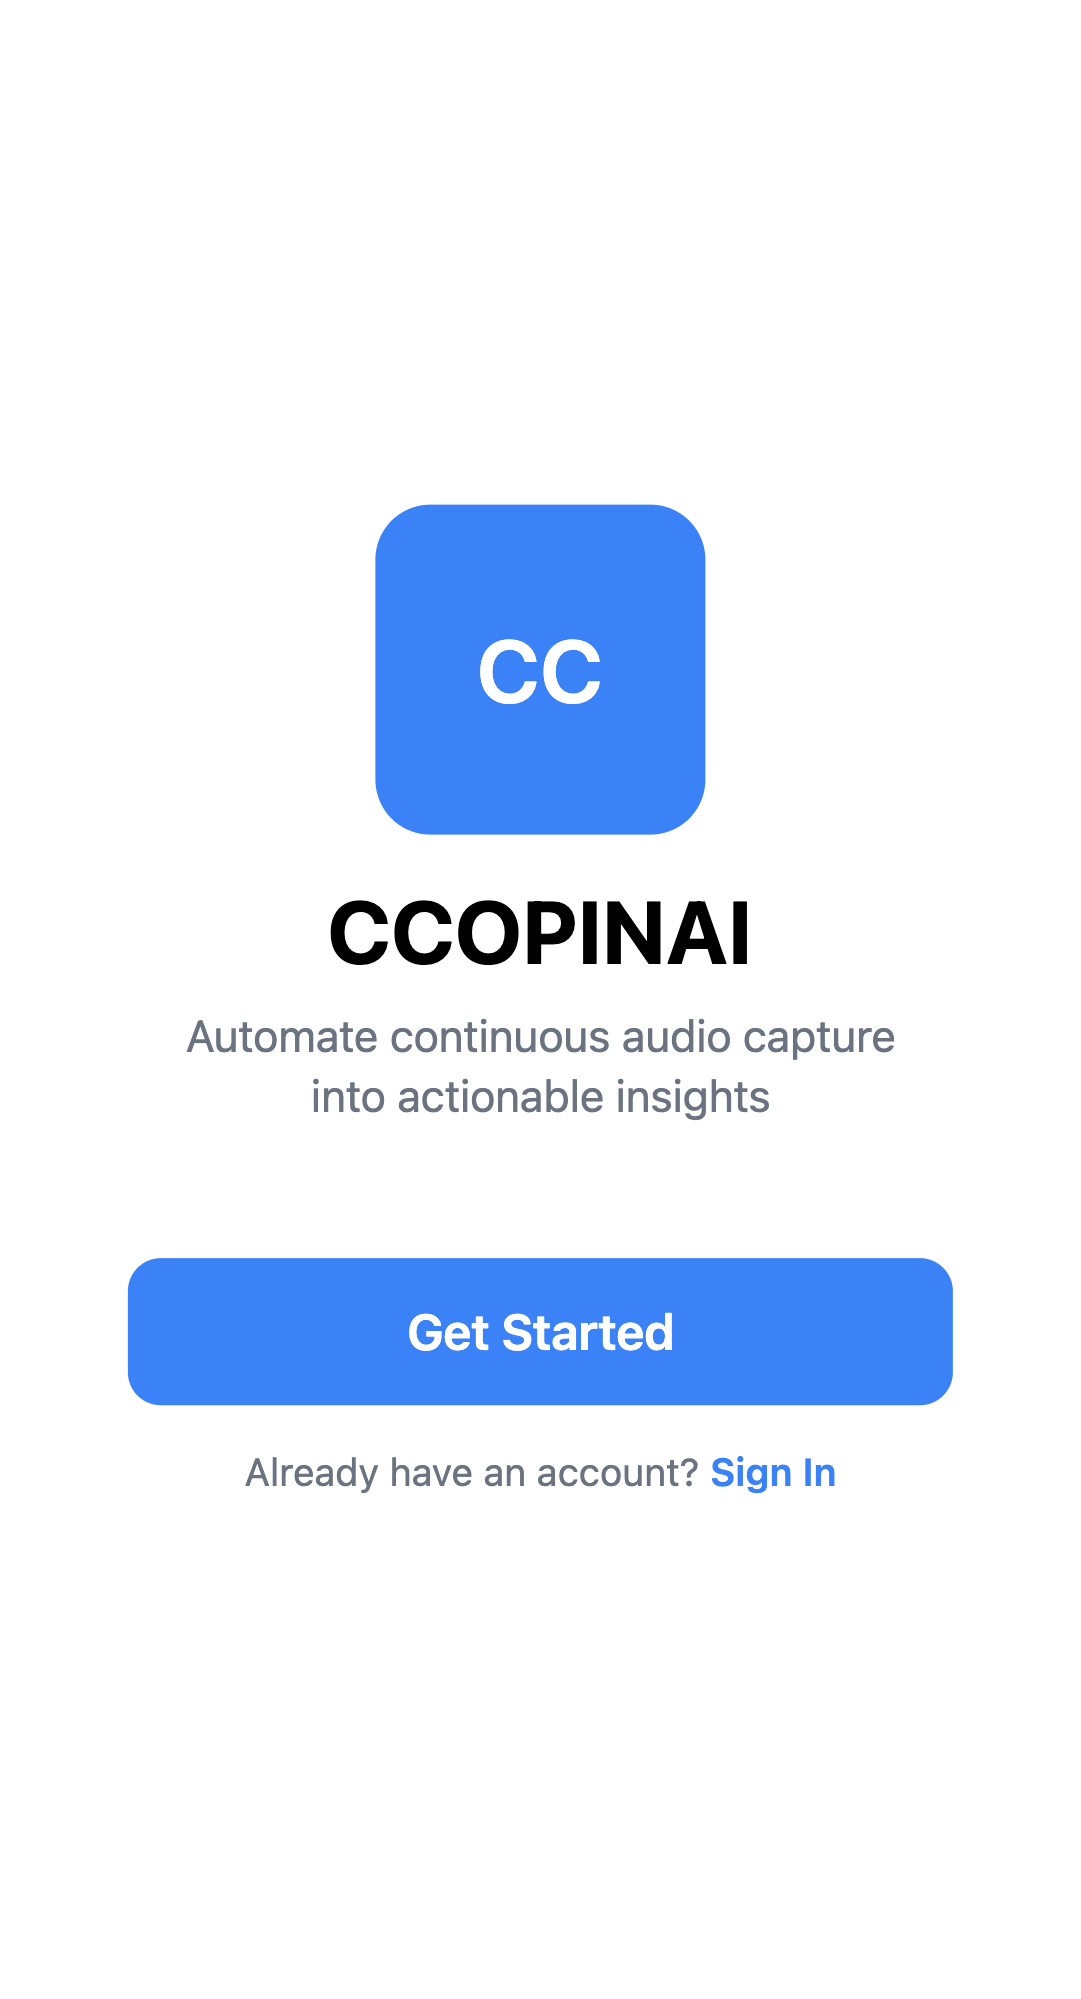 CC
CCOPINAI
Automate continuous audio capture
into actionable insights
Get Started
Already have an account? Sign In